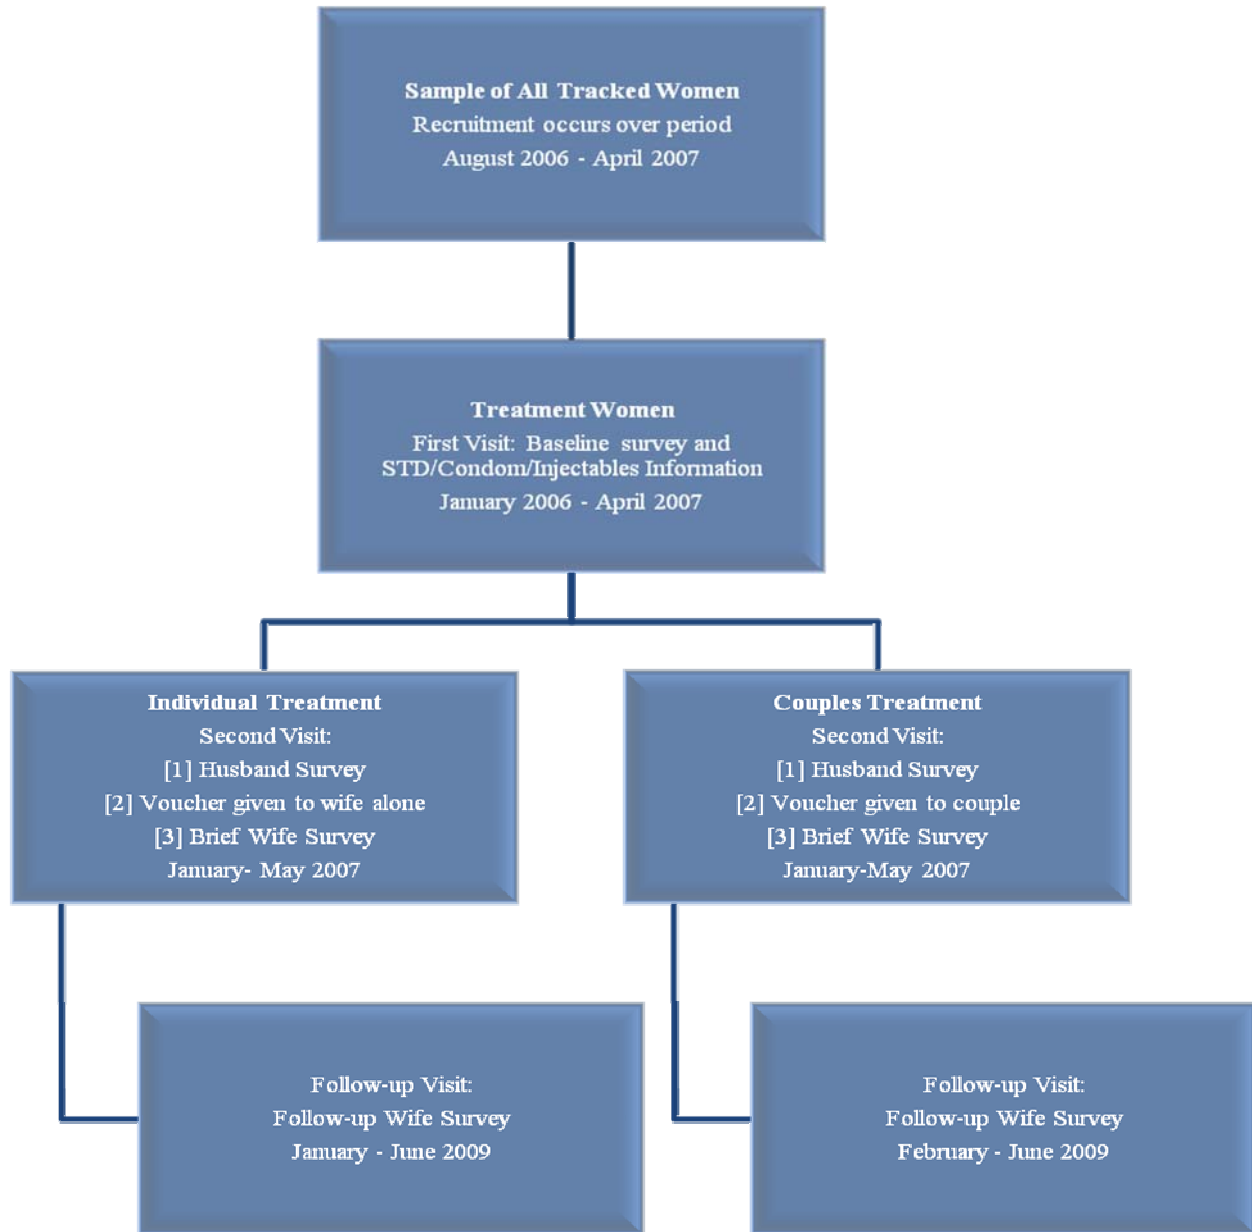 Sample of All Tracked Women
Recruitment occurs over period
August 2006 - April 2007
Treatment Women
First Visit: Baseline survey and
STD/Condom/Injectables Information
January 2006 - April 2007
Individual Treatment
Second Visit:
[1] Husband Survey
[2] Voucher given to wife alone
[3] Brief Wife Survey
January- May 2007
Couples Treatment
Second Visit:
[1] Husband Survey
[2] Voucher given to couple
[3] Brief Wife Survey
January-May 2007
Follow-up Visit:
Follow-up Wife Survey
January - June 2009
Follow-up Visit:
Follow-up Wife Survey
February - June 2009